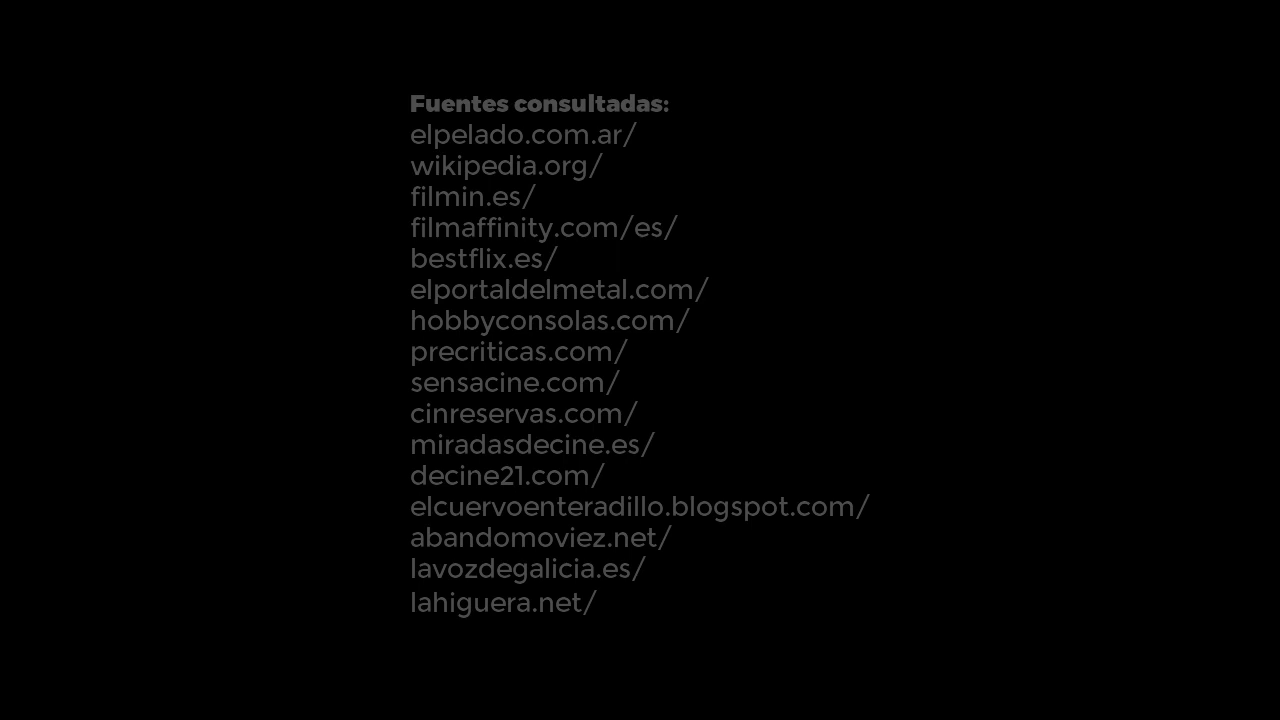 Fuentes consultadas:
elpelado.com.ar/
wikipedia.org/
filmin.es/
filmaffinity.com/es/
bestflix.es/
elportaldelmetal.com/
hobbyconsolas.com/
precriticas.com/
sensacine.com/
cinreservas.com/
miradasdecine.es/
decine21.com/
elcuervoenteradillo.blogspot.com/
abandomoviez.net/
lavozdegalicia.es/
lahiguera.net/